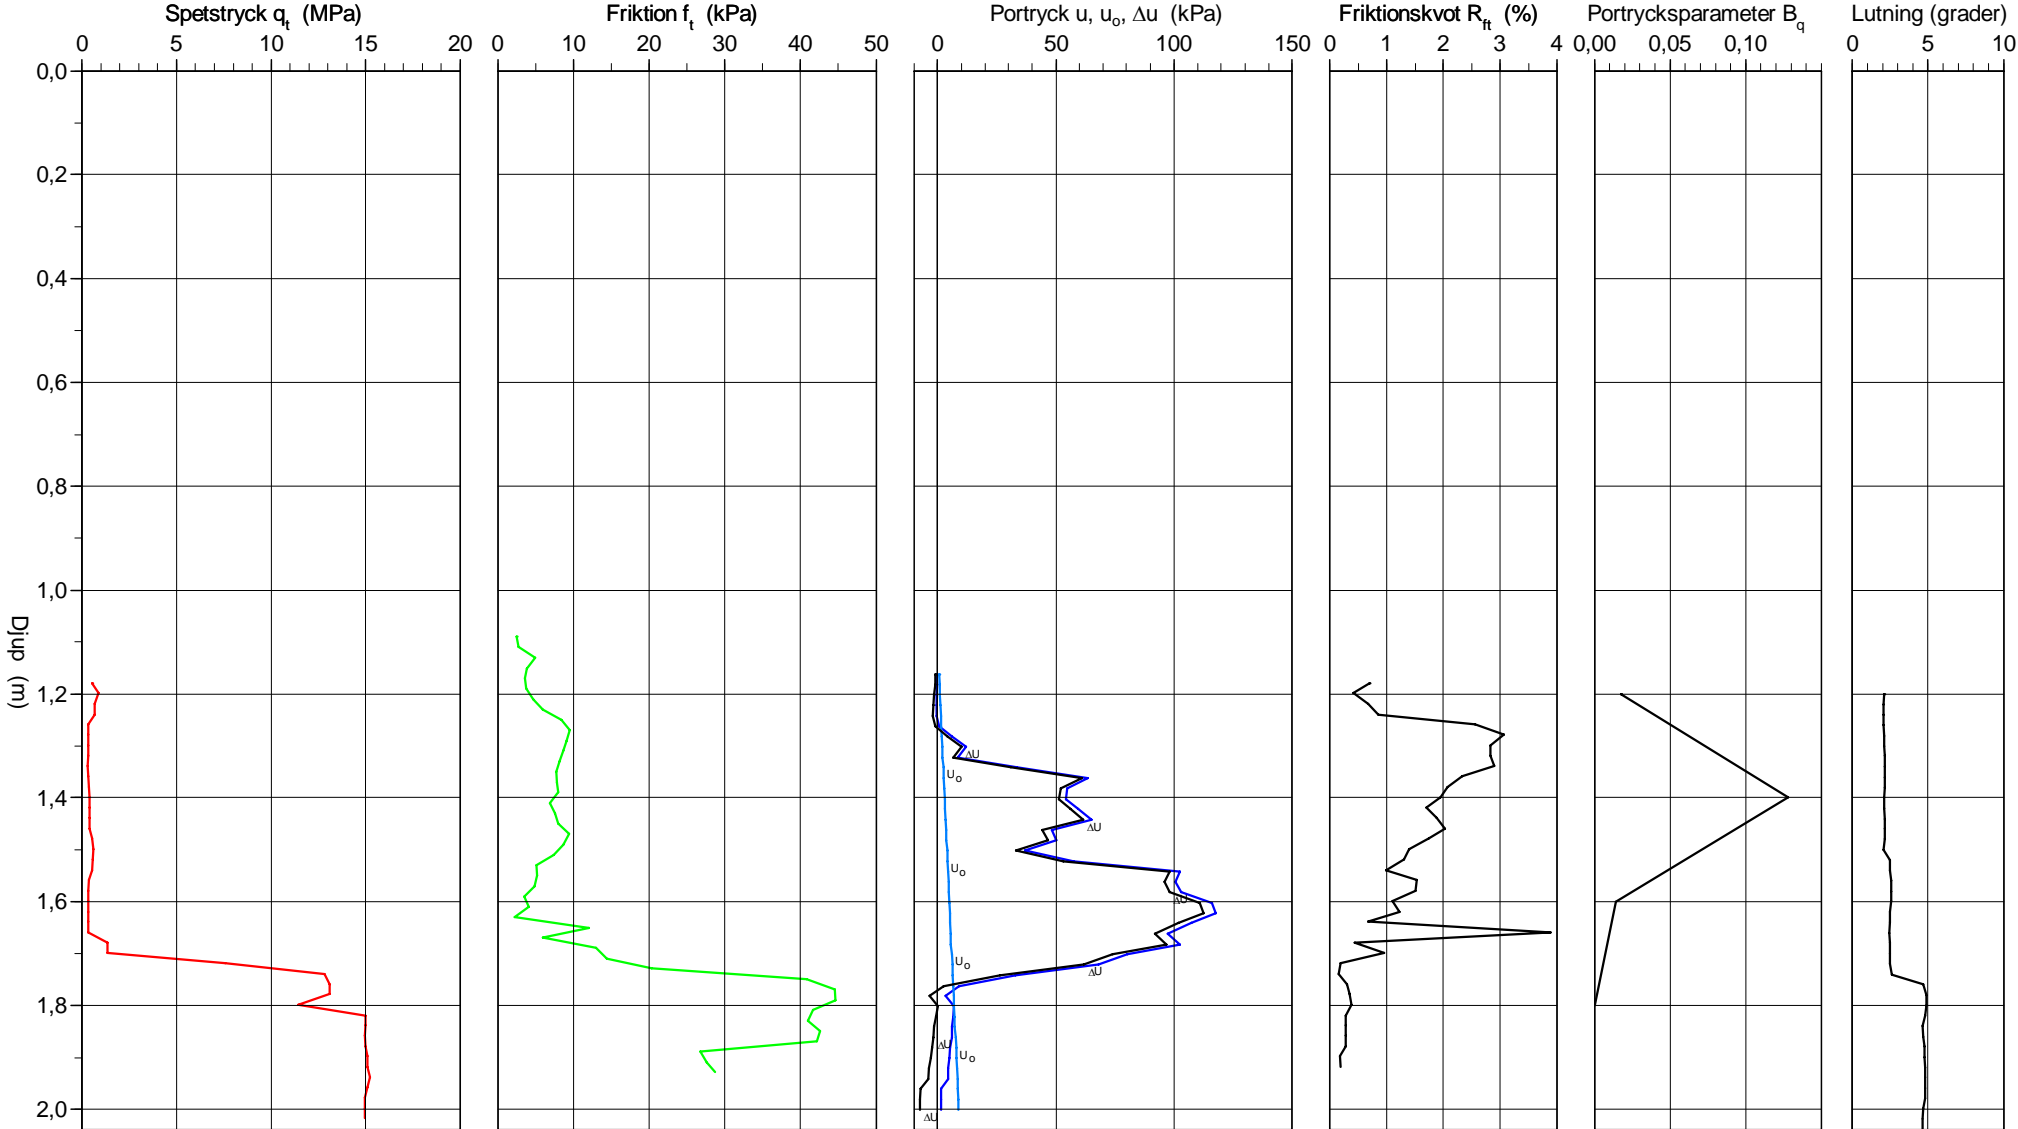 Spetstryck qt (MPa) Friktion ft (kPa) Portryck u, uo, Δu (kPa) Friktionskvot Rft (%) Portrycksparameter Bq Lutning (grader)
0 5 10 15 20 0 10 20 30 40 50 0 50 100 150 0 1 2 3 4 0,00 0,05 0,10 0 5 10
0,0
0,2
0,4
0,6
0,8
1,0
Djup (m)
1,2
ΔU
Uo
1,4
ΔU
Uo
1,6
ΔU
Uo
ΔU
1,8
ΔU
Uo
2,0
ΔU